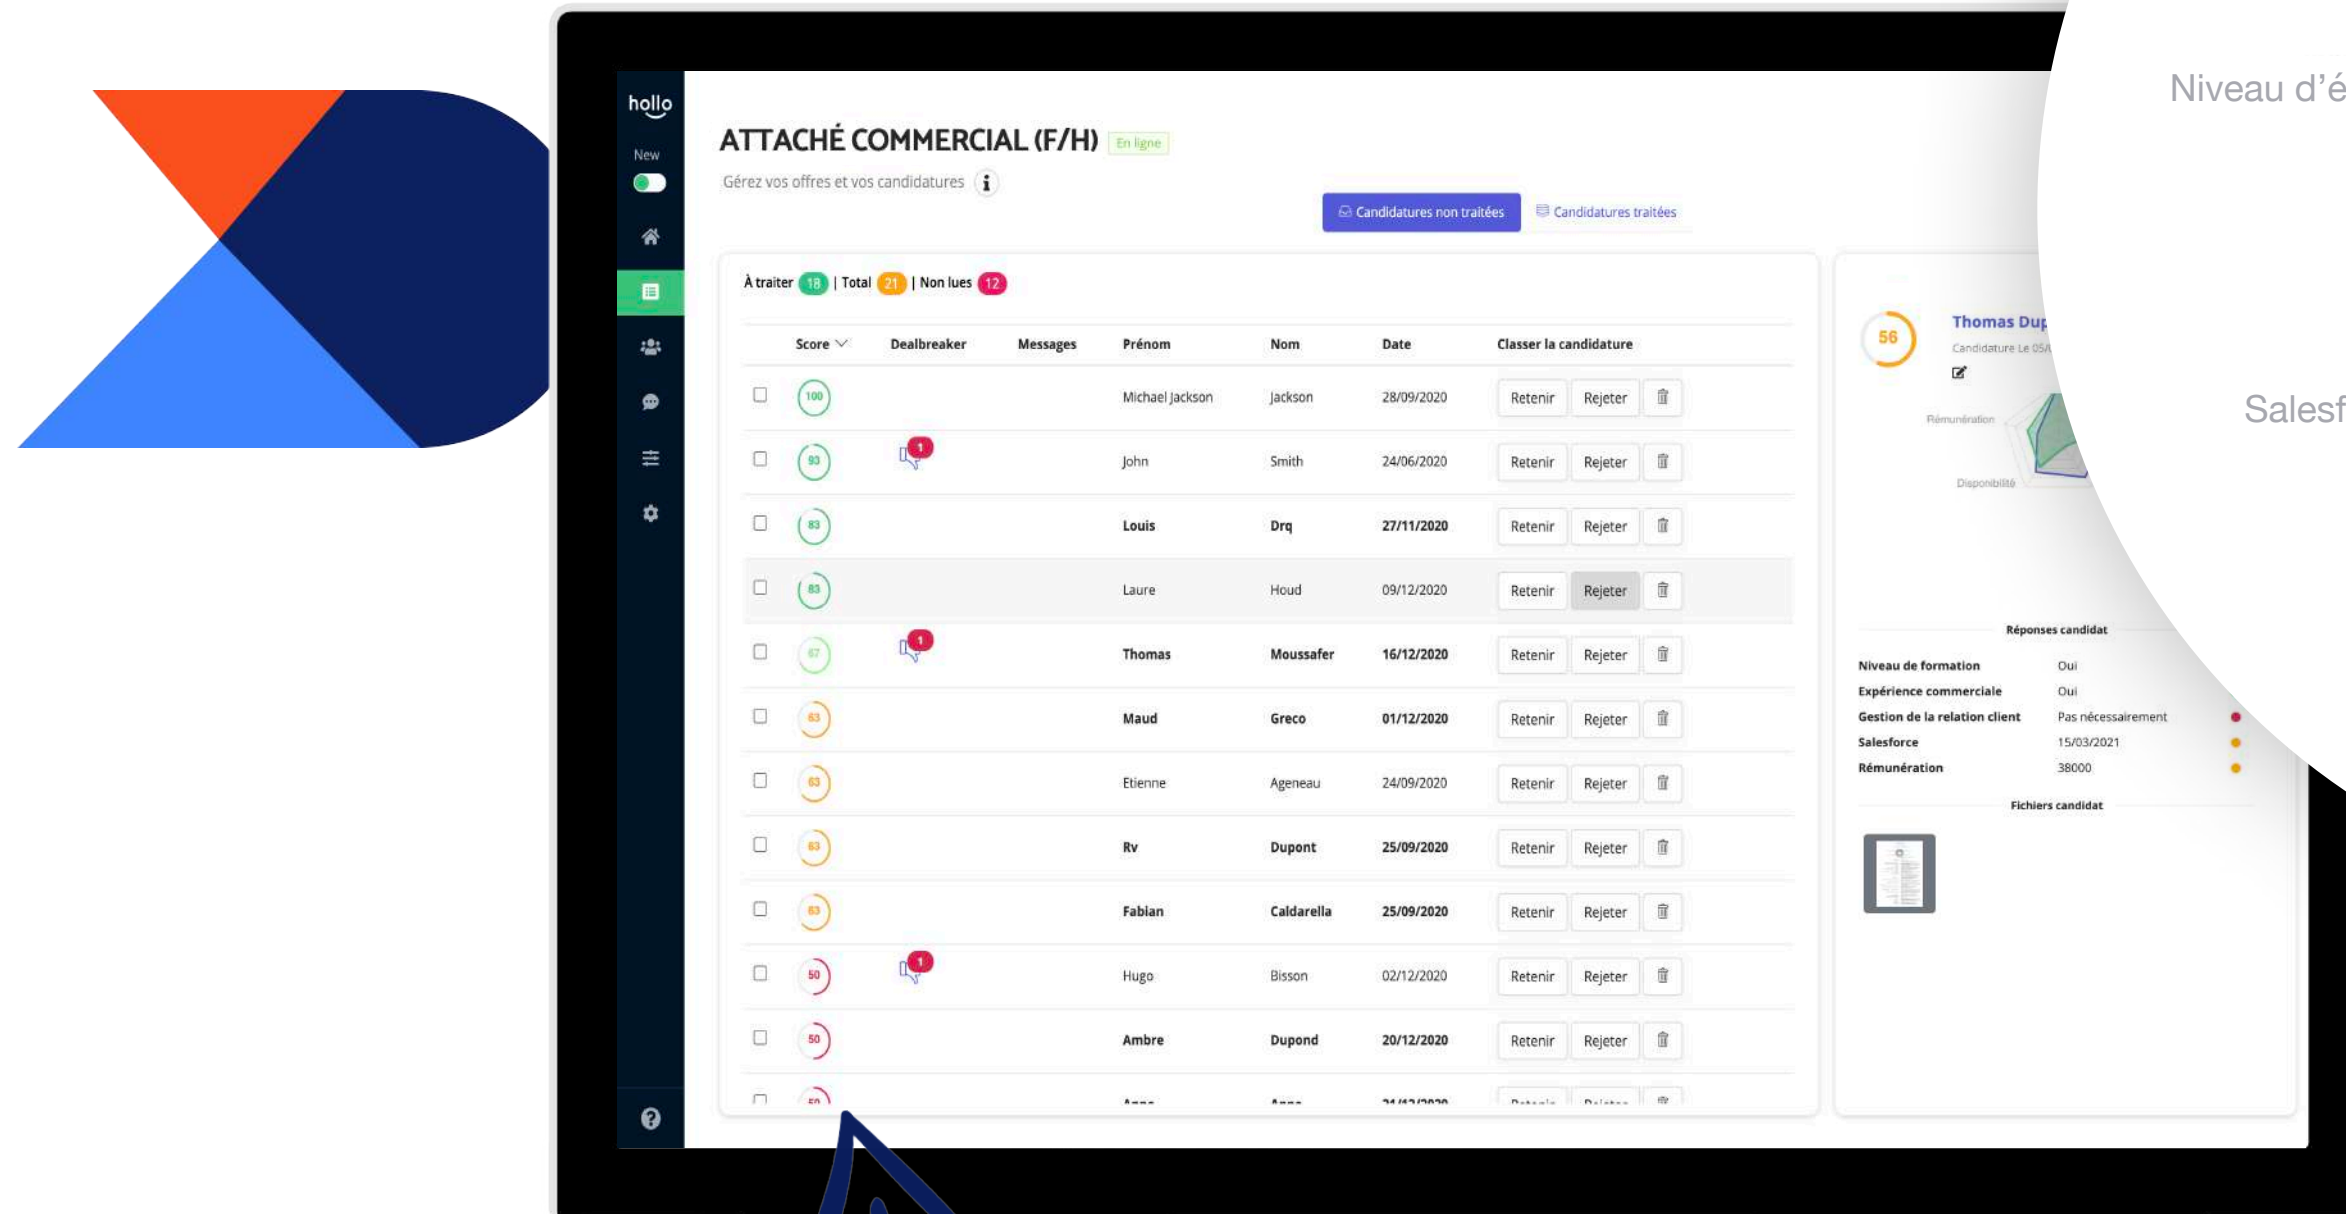 hollo
New
ATTACHÉ COMMERCIAL (F/H) En ligne
Gérez vos offres et vos candidatures
Candidatures non traitées Candidatures traitées
À traiter 18 | Total 21 | Non lues 12
Score Dealbreaker Messages Prénom Nom Date Classer la candidature
100 Michael Jackson Jackson 28/09/2020 Retenir Rejeter
93 1 John Smith 24/06/2020 Retenir Rejeter
83 Louis Drq 27/11/2020 Retenir Rejeter
83 Laure Houd 09/12/2020 Retenir Rejeter
67 1 Thomas Moussafer 16/12/2020 Retenir Rejeter
63 Maud Greco 01/12/2020 Retenir Rejeter
63 Etienne Ageneau 24/09/2020 Retenir Rejeter
63 Rv Dupont 25/09/2020 Retenir Rejeter
63 Fabian Caldarella 25/09/2020 Retenir Rejeter
50 1 Hugo Bisson 02/12/2020 Retenir Rejeter
50 Ambre Dupond 20/12/2020 Retenir Rejeter
56
Thomas Dup
Candidature Le 05/
Rémunération
Disponibilité
Réponses candidat
Niveau de formation Oui
Expérience commerciale Oui
Gestion de la relation client Pas nécessairement
Salesforce 15/03/2021
Rémunération 38000
Fichiers candidat
Niveau d’é
Salesf